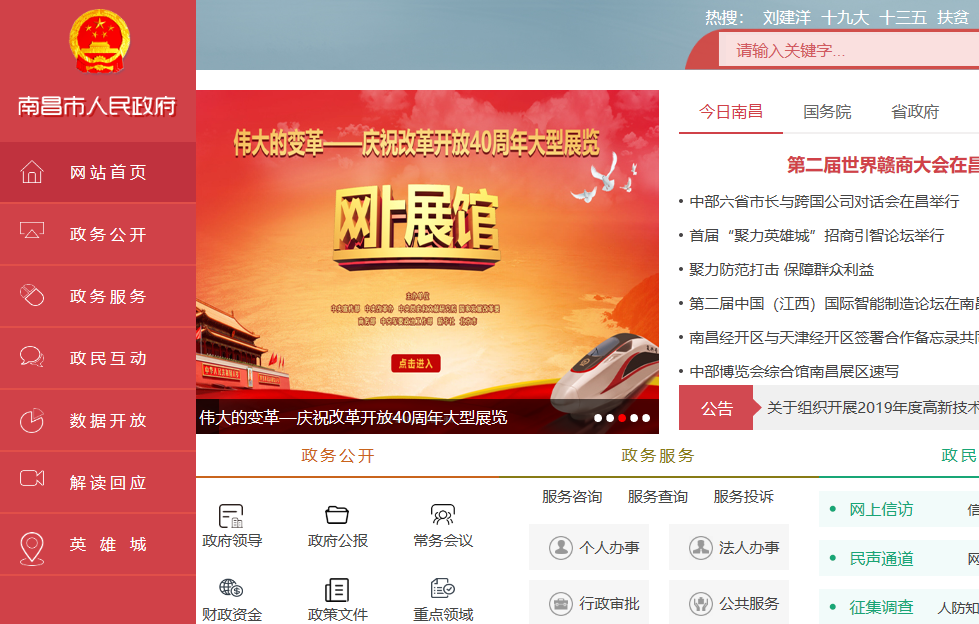 热搜： 刘建洋 十九大 十三五 扶贫
请输入关键字...
南昌市人民政府
网站首页
政务公开
政务服务
政民互动
数据开放
解读回应
英 雄 城
伟大的变革——庆祝改革开放40周年大型展览
网上展馆
主办单位
点击进入
伟大的变革—庆祝改革开放40周年大型展览
今日南昌 国务院 省政府
第二届世界赣商大会在昌
• 中部六省市长与跨国公司对话会在昌举行
• 首届“聚力英雄城”招商引智论坛举行
• 聚力防范打击 保障群众利益
• 第二届中国（江西）国际智能制造论坛在南昌
• 南昌经开区与天津经开区签署合作备忘录共同
• 中部博览会综合馆南昌展区速写
公告 关于组织开展2019年度高新技术
政务公开 政务服务 政民
政府领导 政府公报 常务会议
财政资金 政策文件 重点领域
服务咨询 服务查询 服务投诉
个人办事 法人办事
行政审批 公共服务
• 网上信访 信
• 民声通道 网
• 征集调查 人防知